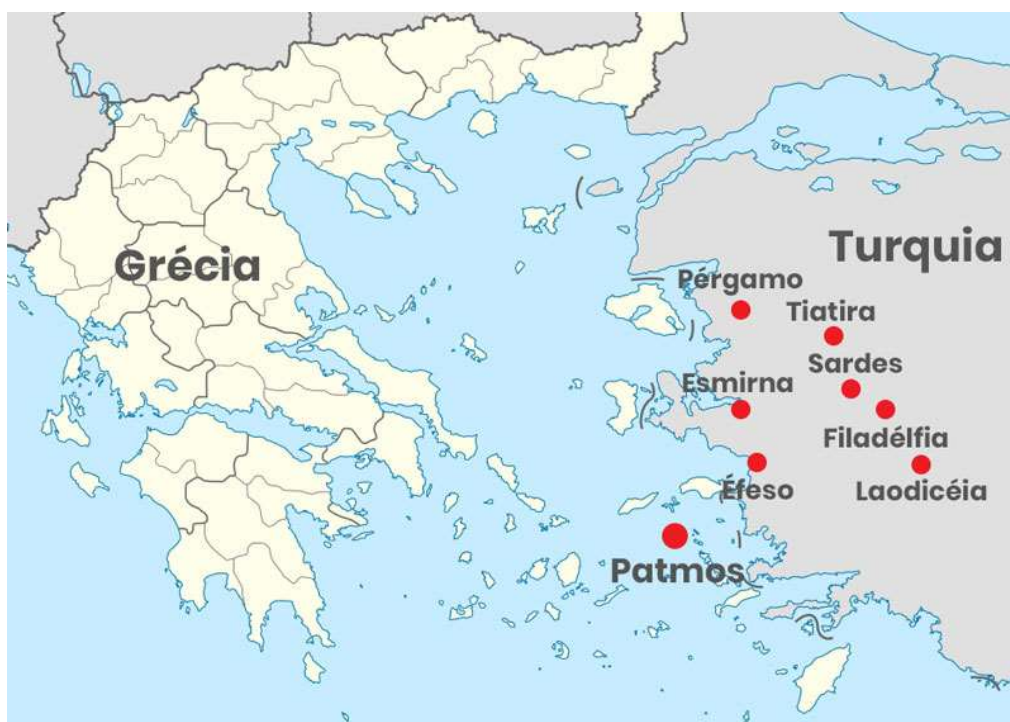 Turquia
Grécia
Pérgamo
Tiatira
Sardes
Esmirna
Filadélfia
Éfeso
Laodicéia
Patmos